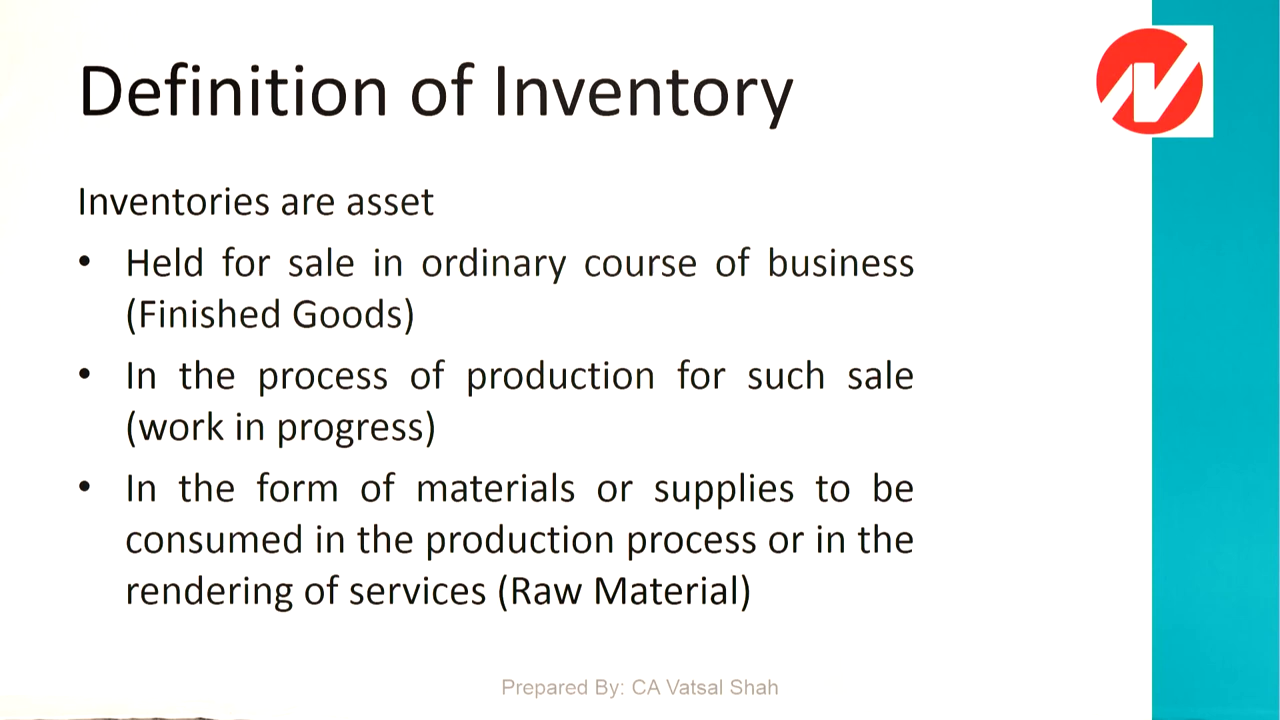 Definition of Inventory
Inventories are asset
• Held for sale in ordinary course of business
(Finished Goods)
• In the process of production for such sale
(work in progress)
• In the form of materials or supplies to be
consumed in the production process or in the
rendering of services (Raw Material)
Prepared By: CA Vatsal Shah